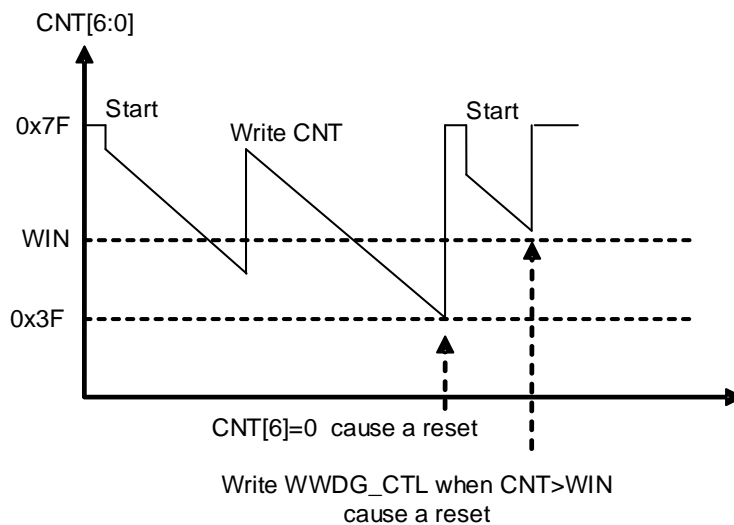 CNT[6:0]
Start
Start
0x7F
Write CNT
WIN
0x3F
CNT[6]=0 cause a reset
Write WWDG_CTL when CNT>WIN
cause a reset